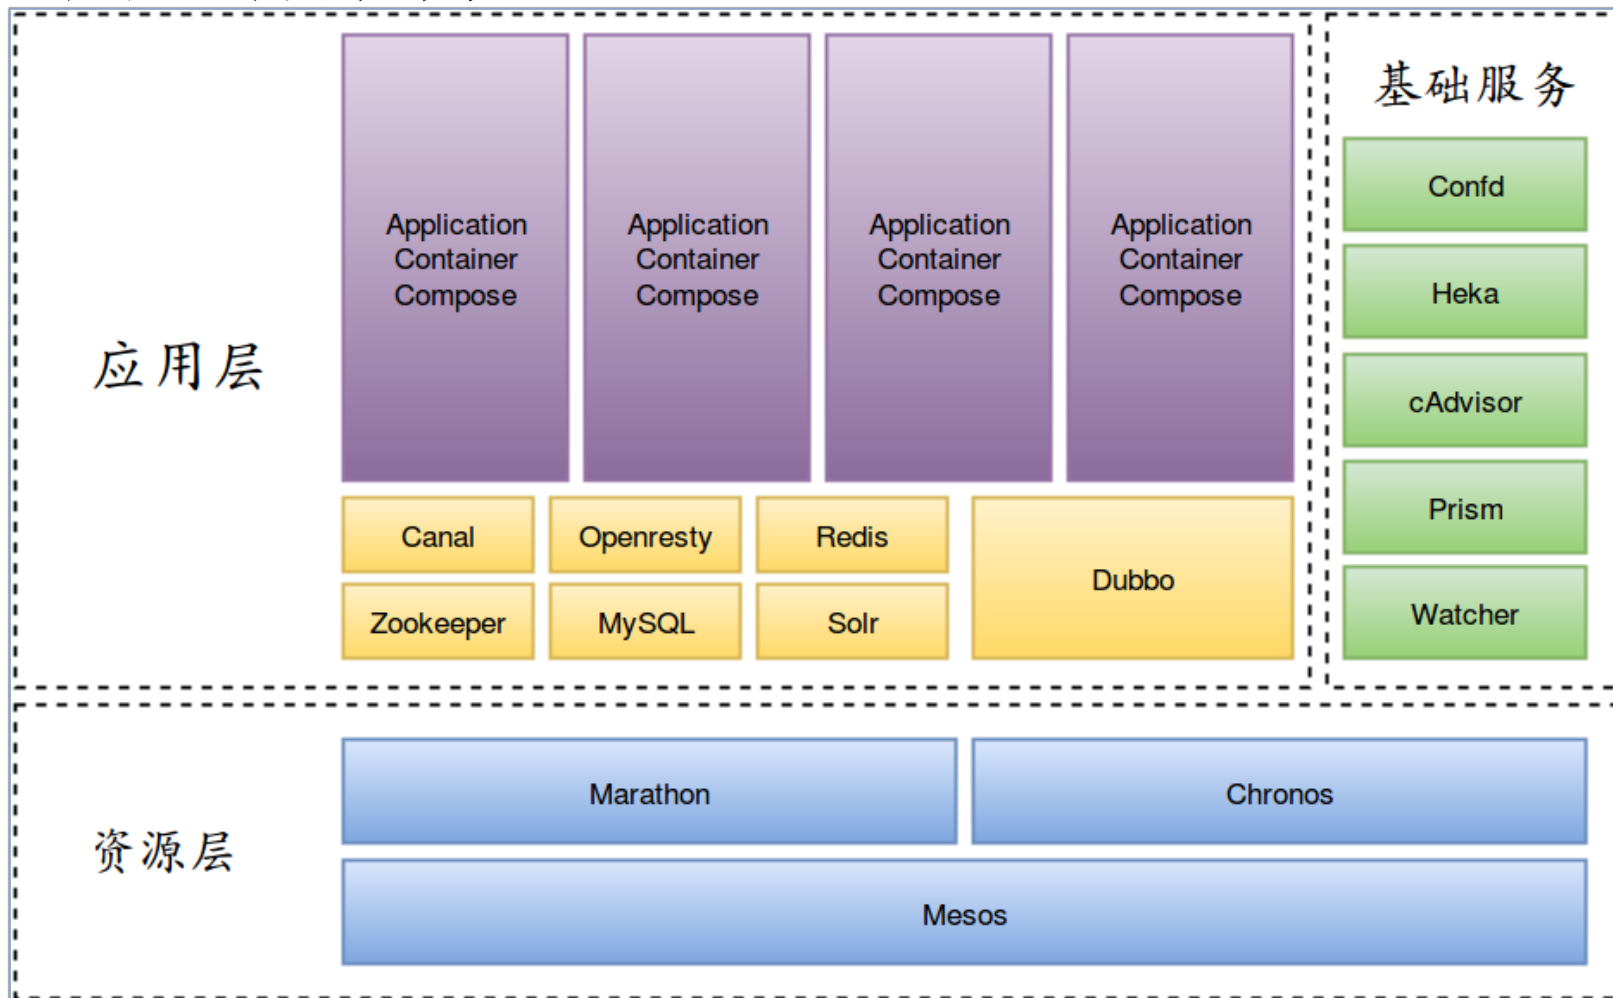 应用层
Application
Container
Compose
Application
Container
Compose
Application
Container
Compose
Application
Container
Compose
Canal
Openresty
Redis
Dubbo
Zookeeper
MySQL
Solr
基础服务
Confd
Heka
cAdvisor
Prism
Watcher
资源层
Marathon
Chronos
Mesos